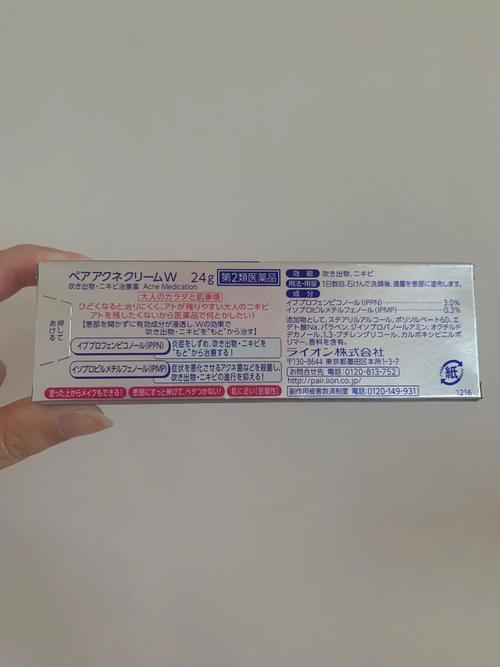 ペアアクネクリームW 24g 第2類医薬品
吹き出物・ニキビ治療薬 Acne Medication
大人のカラダと肌事情
ひどくなると治りにくく、アトが残りやすい大人のニキビ
アトを残したくないから医薬品で何とかしたい!
【患部を開かずに有効成分が浸透し、Wの効果で
吹き出物・ニキビを"もと"から治す】
押して
あける
イブプロフェンピコノール(IPPN)
炎症をしずめ、吹き出物・ニキビを
"もと"から治療する!
イソプロピルメチルフェノール(IPMP)
症状を悪化させるアクネ菌などを殺菌し、
吹き出物・ニキビの進行を抑える!
塗った上からメイクもできる! 患部にすっと伸びて、ベタつかない! 肌に近い弱酸性
効能 吹き出物、ニキビ
用法・用量 1日数回、石けんで洗顔後、適量を患部に塗布します。
成分
イブプロフェンピコノール(IPPN) 3.0%
イソプロピルメチルフェノール(IPMP) 0.3%
添加物として、ステアリルアルコール、ポリソルベート60、エ
デト酸Na、パラベン、ジイソプロパノールアミン、オクチルド
デカノール、1,3-ブチレングリコール、カルボキシビニルポ
リマー、香料を含有。
ライオン株式会社
〒130-8644 東京都墨田区本所1-3-7
お問合せ先 電話:0120-813-752
http://pair.lion.co.jp/
副作用被害救済制度 電話:0120-149-931
紙
1216